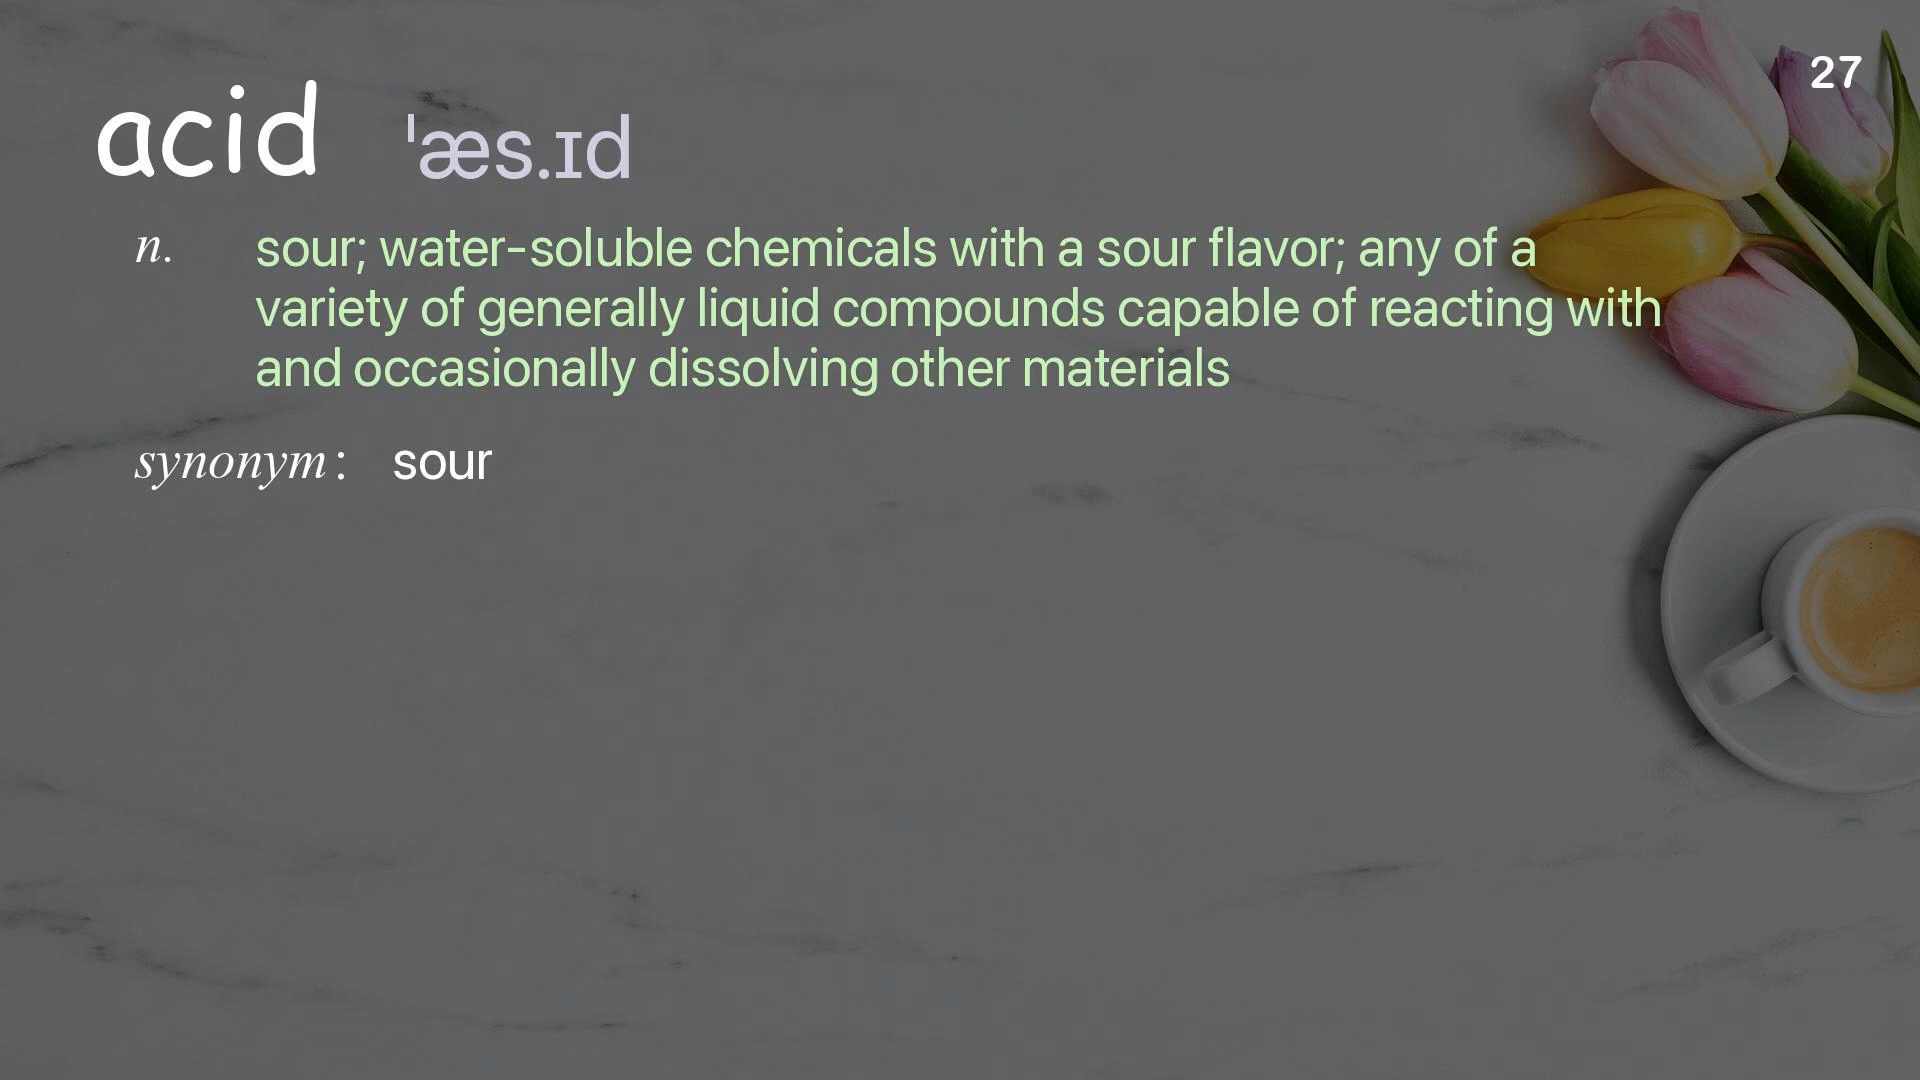 27
acid ˈæs.ɪd
n. sour; water-soluble chemicals with a sour flavor; any of a
variety of generally liquid compounds capable of reacting with
and occasionally dissolving other materials
synonym: sour